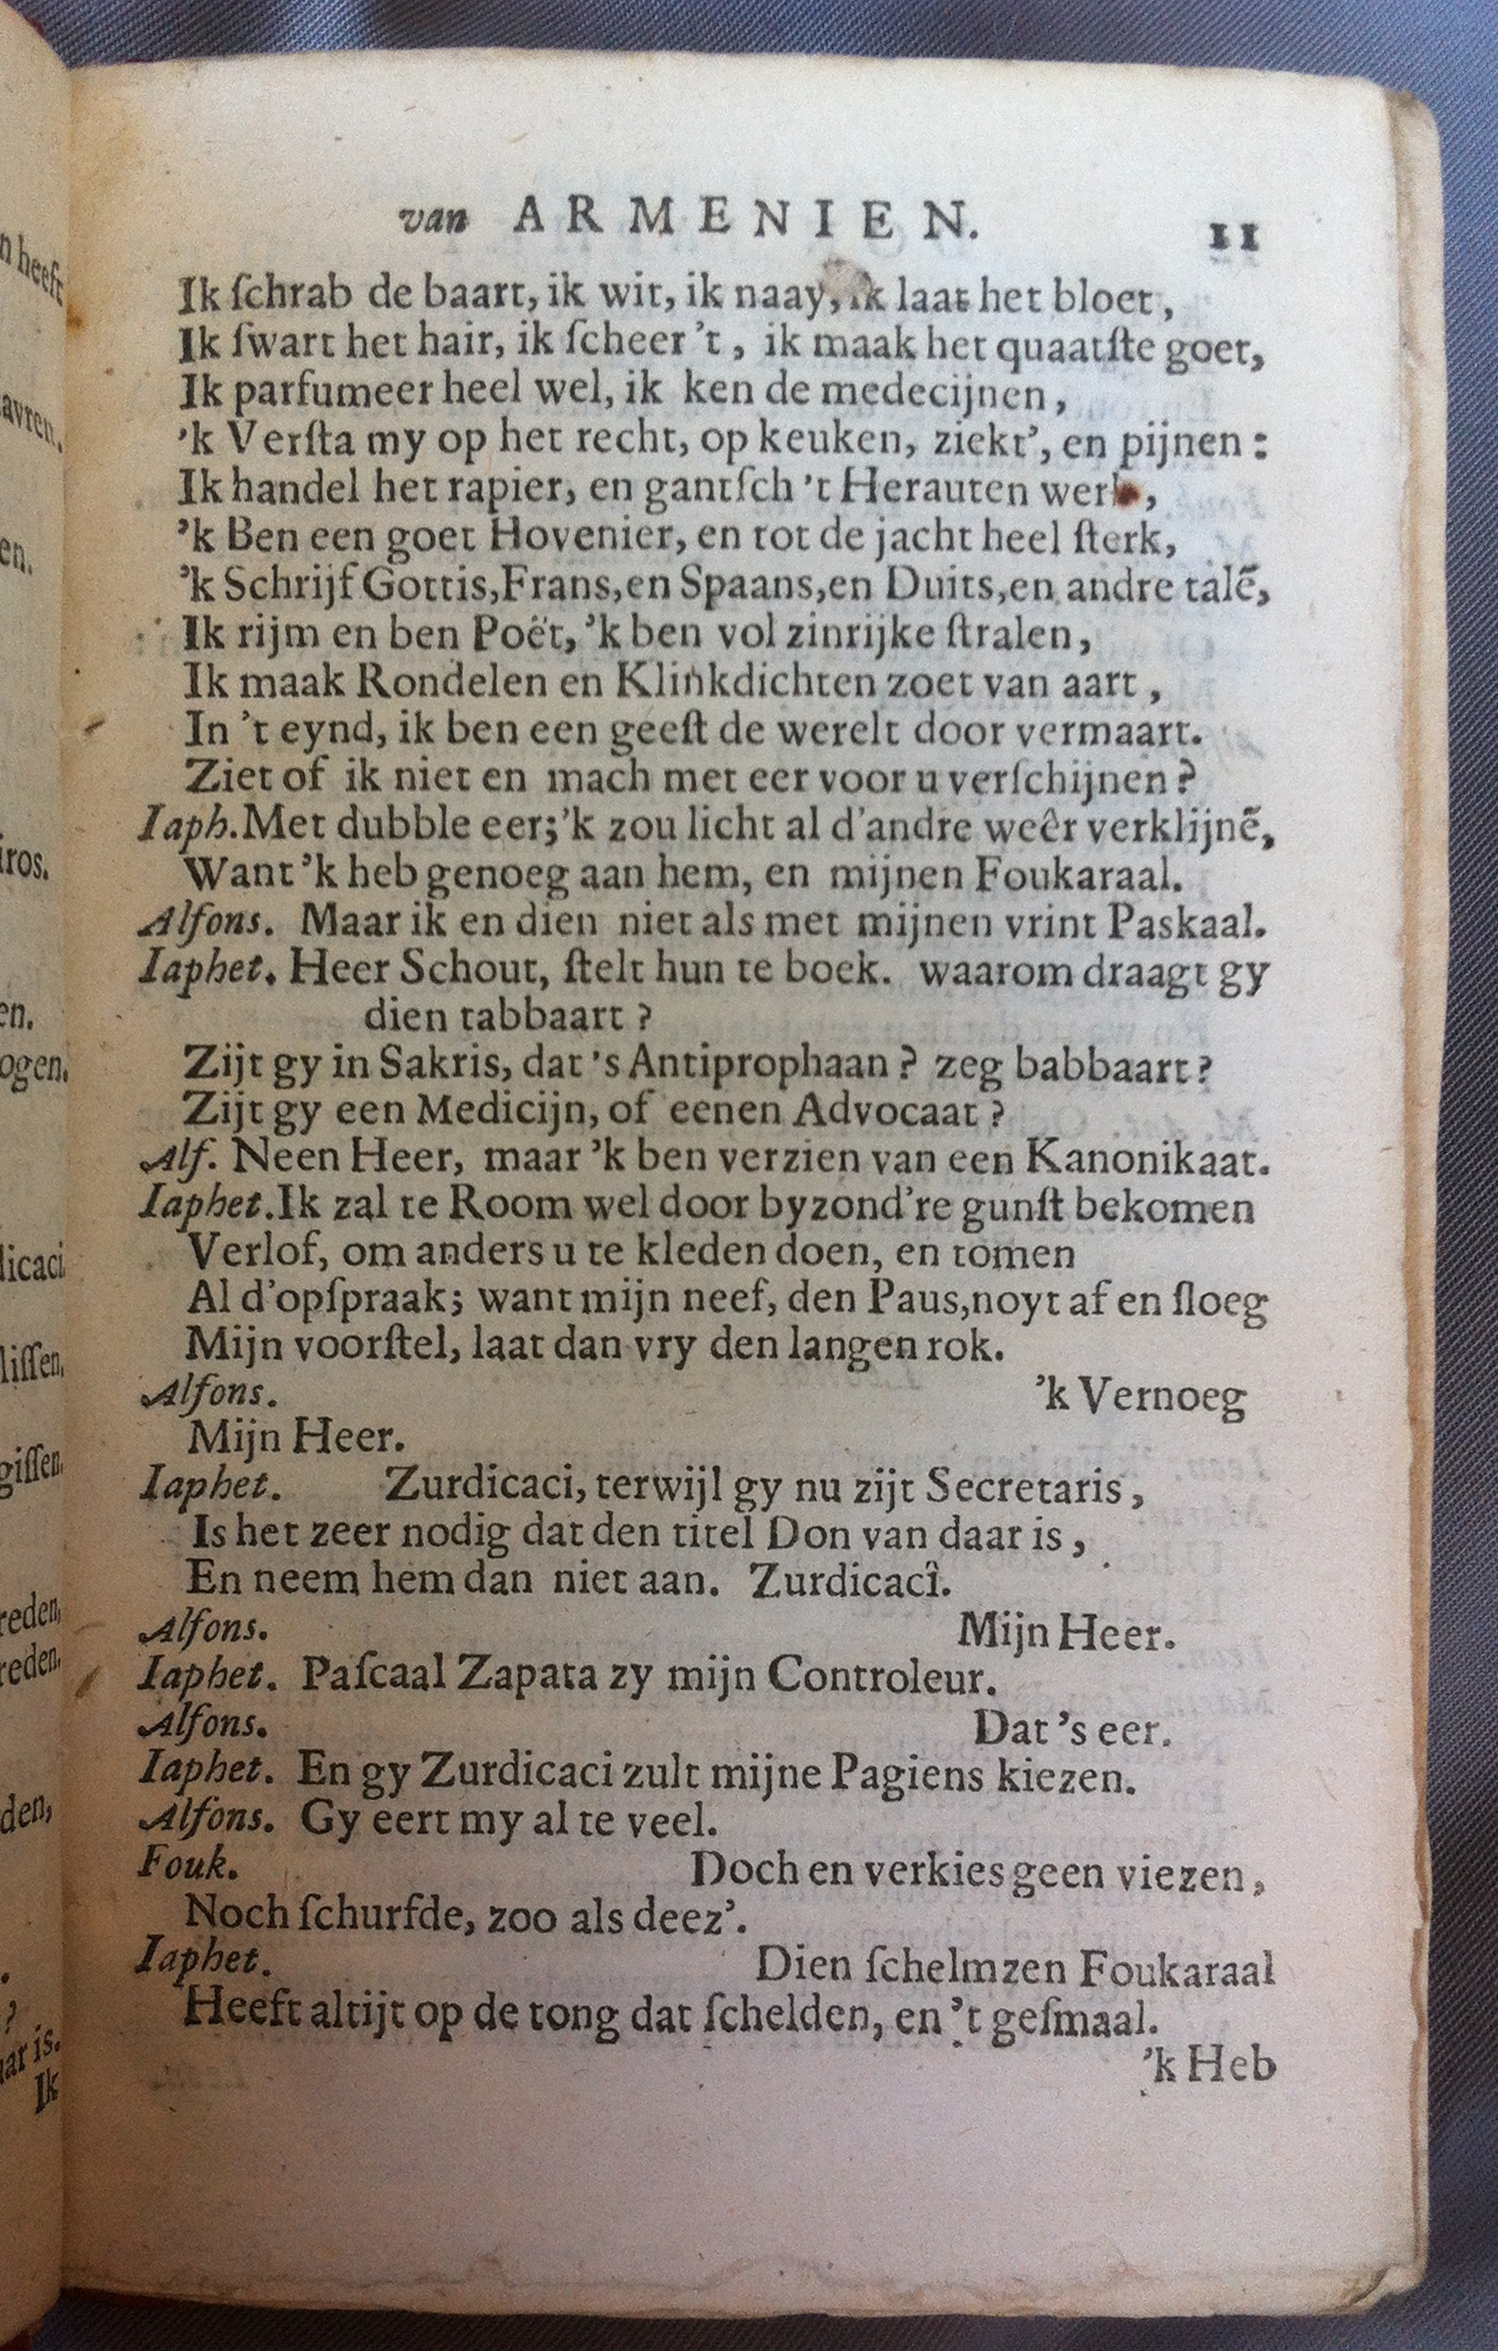 van ARMENIEN. 11
Ik ſchrab de baart, ik wit, ik naay, ik laat het bloet,
Ik ſwart het hair, ik ſcheer 't, ik maak het quaatſte goet,
Ik parfumeer heel wel, ik ken de medecijnen,
'k Verſta my op het recht, op keuken, ziekt', en pijnen:
Ik handel het rapier, en gantſch 't Herauten werk,
'k Ben een goet Hovenier, en tot de jacht heel ſterk,
'k Schrijf Gottis, Frans, en Spaans, en Duits, en andre talẽ,
Ik rijm en ben Poët, 'k ben vol zinrijke ſtralen,
Ik maak Rondelen en Klinkdichten zoet van aart,
In 't eynd, ik ben een geeſt de werelt door vermaart.
Ziet of ik niet en mach met eer voor u verſchijnen?
Iaph. Met dubble eer; 'k zou licht al d'andre weêr verklijnẽ,
Want 'k heb genoeg aan hem, en mijnen Foukaraal.
Alfons. Maar ik en dien niet als met mijnen vrint Paskaal.
Iaphet. Heer Schout, ſtelt hun te boek. waarom draagt gy
dien tabbaart?
Zijt gy in Sakris, dat 's Antiprophaan? zeg babbaart?
Zijt gy een Medicijn, of eenen Advocaat?
Alf. Neen Heer, maar 'k ben verzien van een Kanonikaat.
Iaphet. Ik zal te Room wel door byzond're gunſt bekomen
Verlof, om anders u te kleden doen, en tomen
Al d'opſpraak; want mijn neef, den Paus, noyt af en ſloeg
Mijn voorſtel, laat dan vry den langen rok.
Alfons. 'k Vernoeg
Mijn Heer.
Iaphet. Zurdicaci, terwijl gy nu zijt Secretaris,
Is het zeer nodig dat den titel Don van daar is,
En neem hem dan niet aan. Zurdicacî.
Alfons. Mijn Heer.
Iaphet. Paſcaal Zapata zy mijn Controleur.
Alfons. Dat 's eer.
Iaphet. En gy Zurdicaci zult mijne Pagiens kiezen.
Alfons. Gy eert my al te veel.
Fouk. Doch en verkies geen viezen,
Noch ſchurfde, zoo als deez'.
Iaphet. Dien ſchelmzen Foukaraal
Heeft altijt op de tong dat ſchelden, en 't geſmaal.
'k Heb